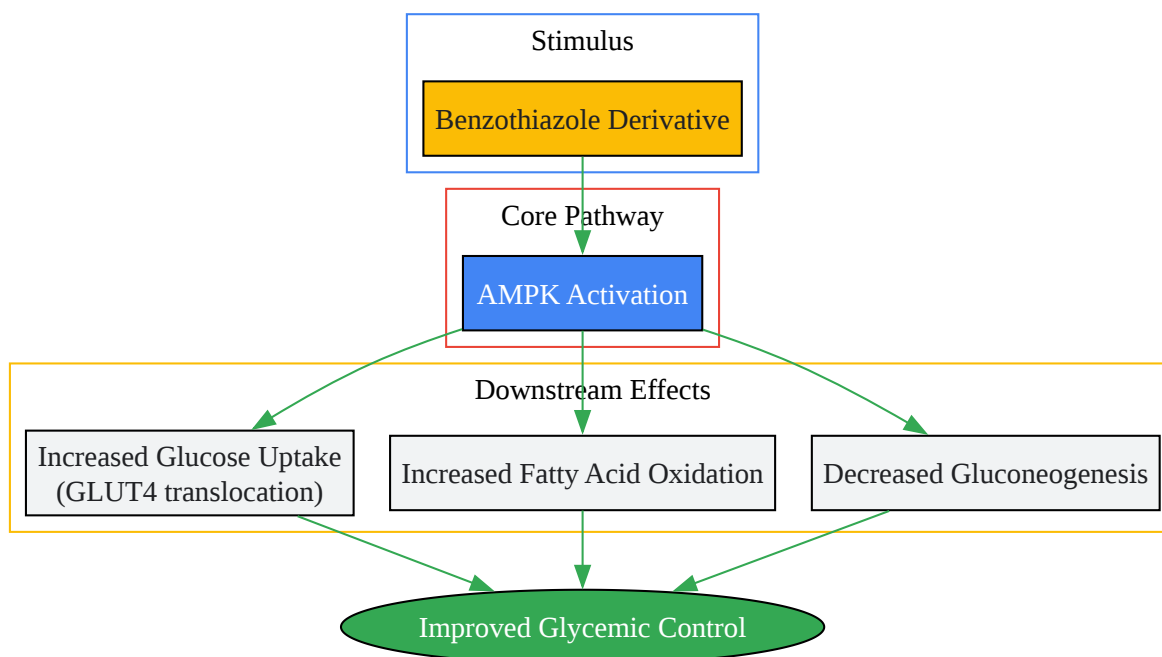 Stimulus
Benzothiazole Derivative
Core Pathway
AMPK Activation
Downstream Effects
Increased Glucose Uptake
(GLUT4 translocation)
Increased Fatty Acid Oxidation
Decreased Gluconeogenesis
Improved Glycemic Control